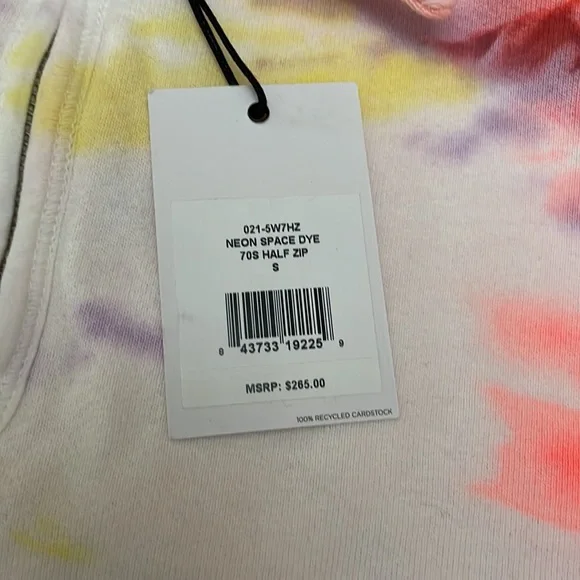 021-5W7HZ
NEON SPACE DYE
70S HALF ZIP
S
0 43733 19225 9
MSRP: $265.00
100% RECYCLED CARDSTOCK